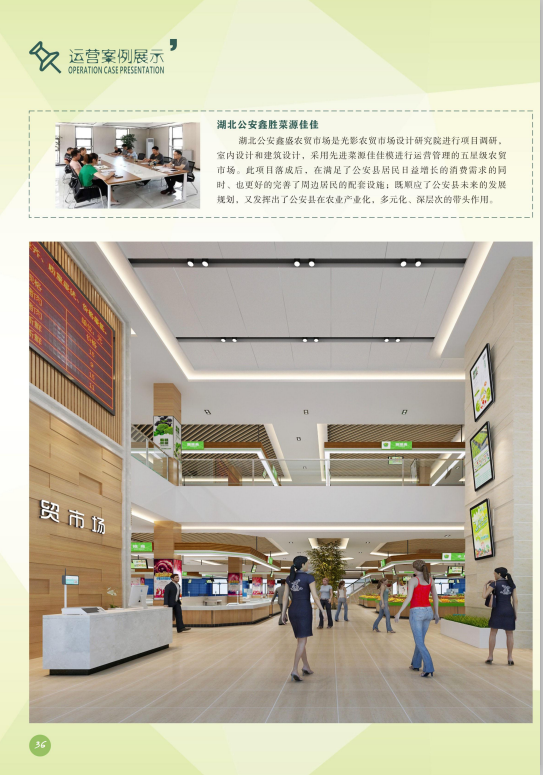 运营案例展示
OPERATION CASE PRESENTATION
湖北公安鑫胜菜源佳佳
湖北公安鑫盛农贸市场是光影农贸市场设计研究院进行项目调研、
室内设计和建筑设计，采用先进菜源佳佳模进行运营管理的五星级农贸
市场。此项目落成后，在满足了公安县居民日益增长的消费需求的同
时、也更好的完善了周边居民的配套设施；既顺应了公安县未来的发展
规划，又发挥出了公安县在农业产业化、多元化、深层次的带头作用。
贸市场
36